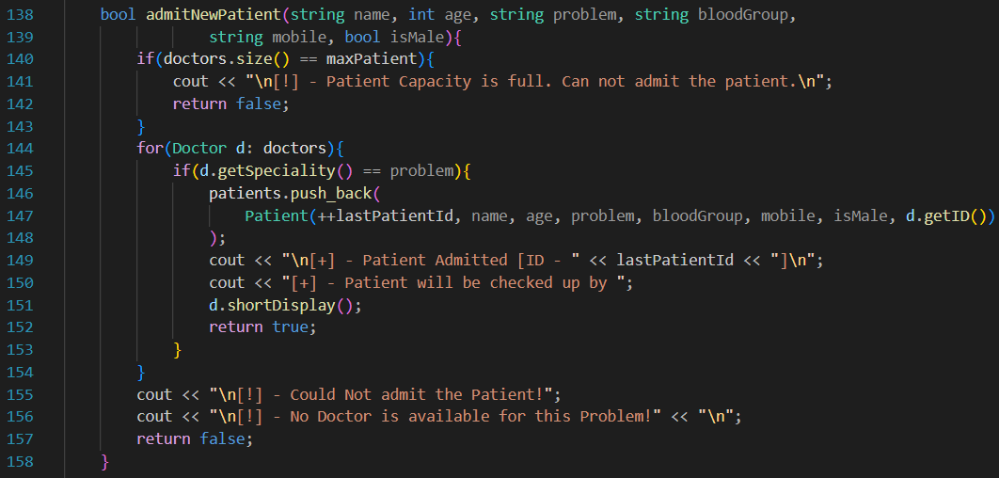 138 bool admitNewPatient(string name, int age, string problem, string bloodGroup,
139 string mobile, bool isMale){
140 if(doctors.size() == maxPatient){
141 cout << "\n[!] - Patient Capacity is full. Can not admit the patient.\n";
142 return false;
143 }
144 for(Doctor d: doctors){
145 if(d.getSpeciality() == problem){
146 patients.push_back(
147 Patient(++lastPatientId, name, age, problem, bloodGroup, mobile, isMale, d.getID())
148 );
149 cout << "\n[+] - Patient Admitted [ID - " << lastPatientId << "]\n";
150 cout << "[+] - Patient will be checked up by ";
151 d.shortDisplay();
152 return true;
153 }
154 }
155 cout << "\n[!] - Could Not admit the Patient!";
156 cout << "\n[!] - No Doctor is available for this Problem!" << "\n";
157 return false;
158 }